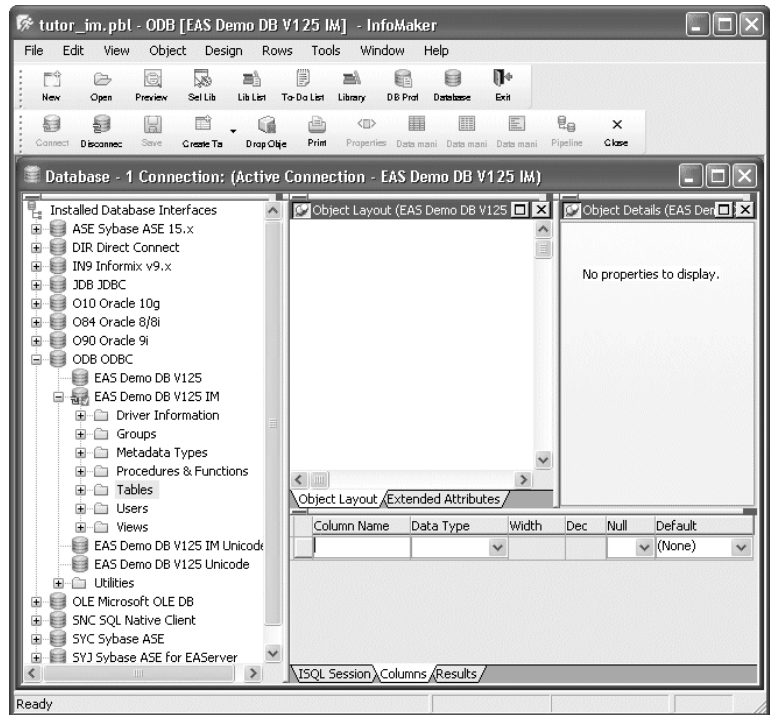 tutor_im.pbl - ODB [EAS Demo DB V125 IM] - InfoMaker
File Edit View Object Design Rows Tools Window Help
New Open Preview Sel Lib Lib List To-Do List Library DB Prof Database Exit
Connect Disconnec Save Create Ta Drop Obje Print Properties Data mani Data mani Data mani Pipeline Close
Database - 1 Connection: (Active Connection - EAS Demo DB V125 IM)
Installed Database Interfaces
ASE Sybase ASE 15.x
DIR Direct Connect
IN9 Informix v9.x
JDB JDBC
O10 Oracle 10g
O84 Oracle 8/8i
O90 Oracle 9i
ODB ODBC
EAS Demo DB V125
EAS Demo DB V125 IM
Driver Information
Groups
Metadata Types
Procedures & Functions
Tables
Users
Views
EAS Demo DB V125 IM Unicode
EAS Demo DB V125 Unicode
Utilities
OLE Microsoft OLE DB
SNC SQL Native Client
SYC Sybase ASE
SYJ Sybase ASE for EAServer
Object Layout (EAS Demo DB V125
Object Layout Extended Attributes
Object Details (EAS Den
No properties to display.
Column Name Data Type Width Dec Null Default
(None)
ISQL Session Columns Results
Ready